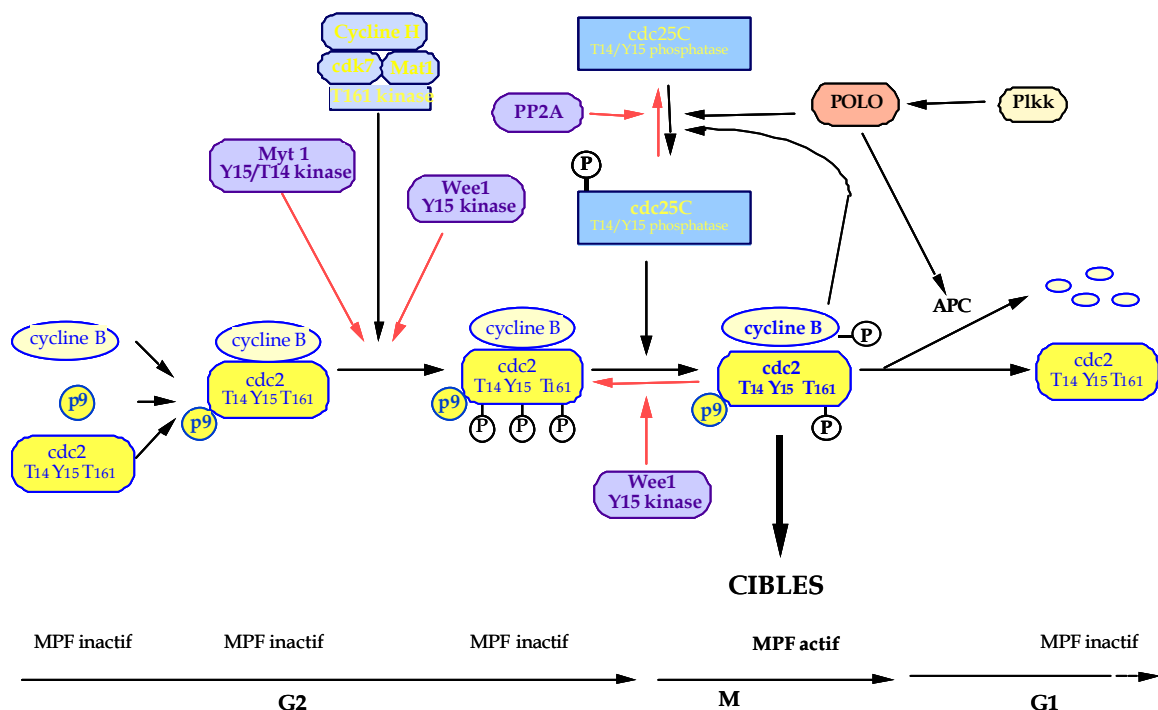 Cycline H
cdk7 Mat1
T161 kinase
cdc25C
T14/Y15 phosphatase
PP2A
POLO
Plkk
Myt 1
Y15/T14 kinase
Wee1
Y15 kinase
P
cdc25C
T14/Y15 phosphatase
APC
cycline B
p9
cdc2
T14 Y15 T161
cycline B
cdc2
T14 Y15 T161
p9
cycline B
cdc2
T14 Y15 T161
p9
P P P
cycline B
P
cdc2
T14 Y15 T161
p9
P
cdc2
T14 Y15 T161
Wee1
Y15 kinase
CIBLES
MPF inactif MPF inactif MPF inactif MPF actif MPF inactif
G2 M G1